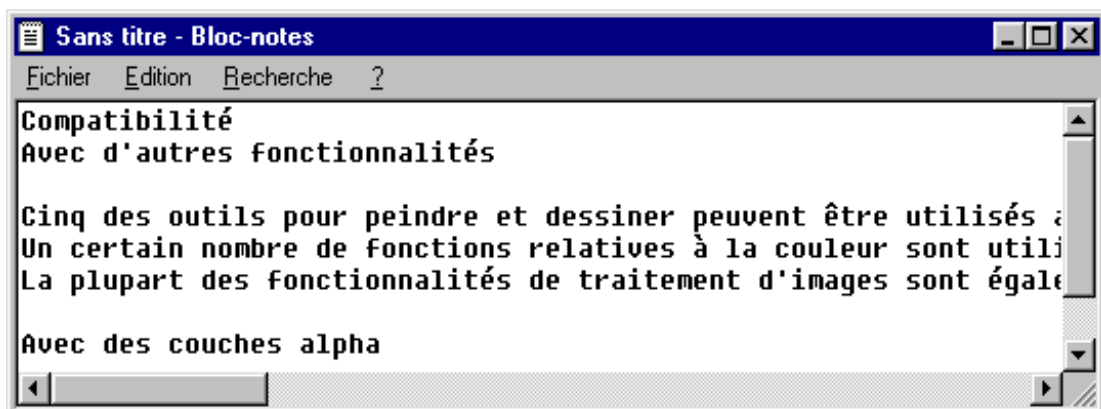 Sans titre - Bloc-notes
Fichier Edition Recherche ?
Compatibilité
Avec d'autres fonctionnalités
Cinq des outils pour peindre et dessiner peuvent être utilisés
Un certain nombre de fonctions relatives à la couleur sont utili
La plupart des fonctionnalités de traitement d'images sont égale
Avec des couches alpha